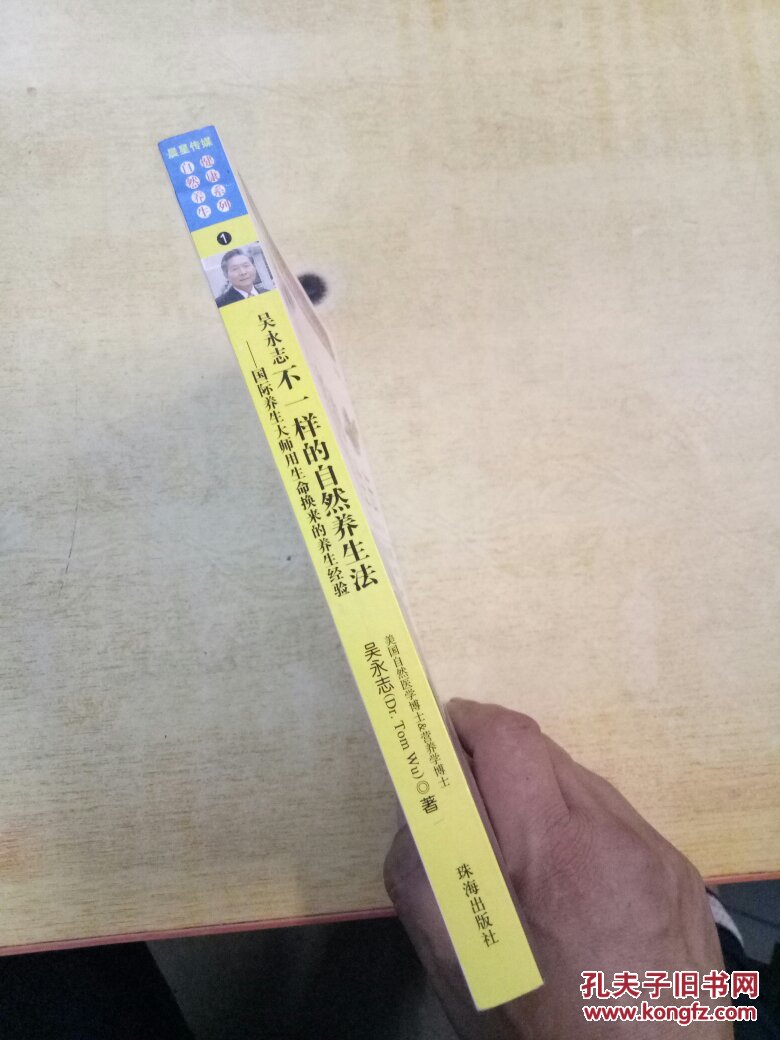 晨星传媒
自然养生
健康系列
1
吴永志不一样的自然养生法
——国际养生大师用生命换来的养生经验
美国自然医学博士&营养学博士
吴永志(Dr. Tom Wu)◎著
珠海出版社
孔夫子旧书网
www.kongfz.com